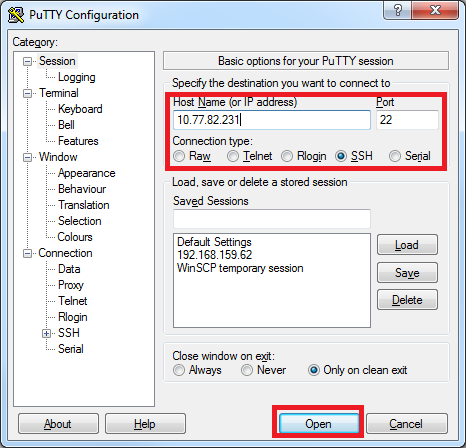 PuTTY Configuration
Category:
Session
Logging
Terminal
Keyboard
Bell
Features
Window
Appearance
Behaviour
Translation
Selection
Colours
Connection
Data
Proxy
Telnet
Rlogin
SSH
Serial
Basic options for your PuTTY session
Specify the destination you want to connect to
Host Name (or IP address) Port
10.77.82.231 22
Connection type:
Raw Telnet Rlogin SSH Serial
Load, save or delete a stored session
Saved Sessions
Default Settings
192.168.159.62
WinSCP temporary session
Load
Save
Delete
Close window on exit:
Always Never Only on clean exit
About Help Open Cancel